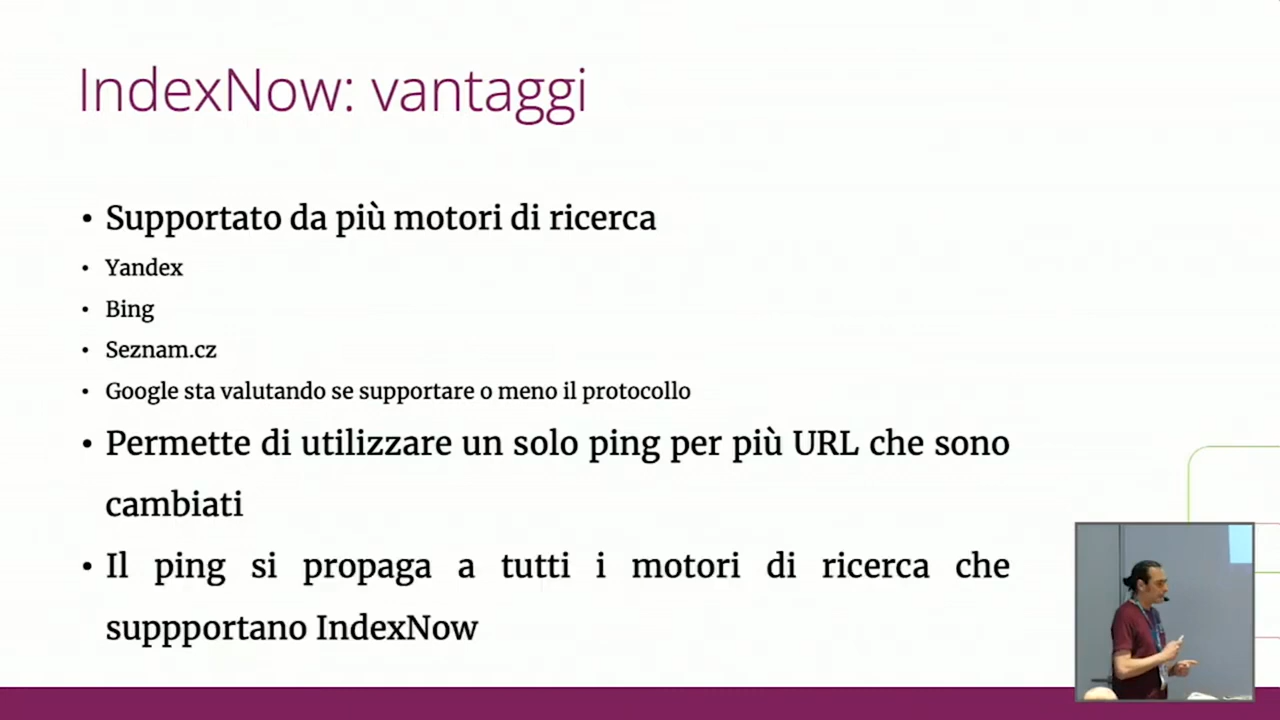 IndexNow: vantaggi
• Supportato da più motori di ricerca
• Yandex
• Bing
• Seznam.cz
• Google sta valutando se supportare o meno il protocollo
• Permette di utilizzare un solo ping per più URL che sono
cambiati
• Il ping si propaga a tutti i motori di ricerca che
suppportano IndexNow